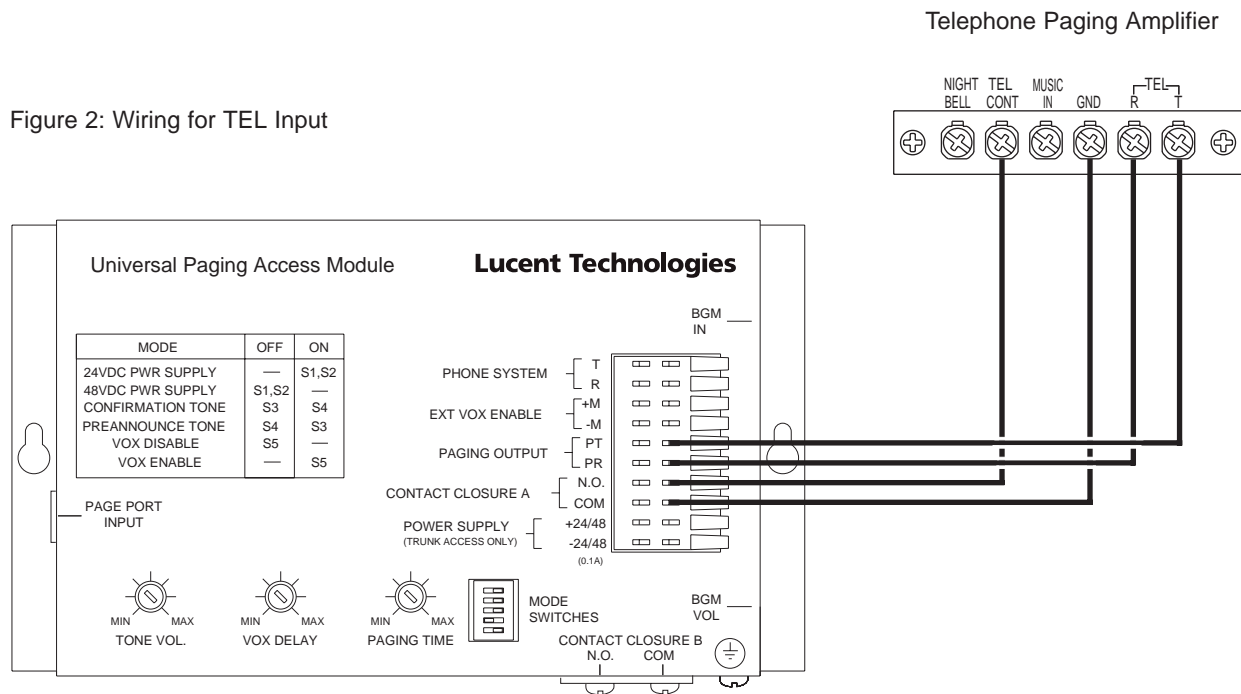 Telephone Paging Amplifier
NIGHT BELL
TEL CONT
MUSIC IN
GND
TEL
R
T
Figure 2: Wiring for TEL Input
Universal Paging Access Module
Lucent Technologies
BGM IN
MODE OFF ON
24VDC PWR SUPPLY — S1,S2
48VDC PWR SUPPLY S1,S2 —
CONFIRMATION TONE S3 S4
PREANNOUNCE TONE S4 S3
VOX DISABLE S5 —
VOX ENABLE — S5
PHONE SYSTEM
T
R
EXT VOX ENABLE
+M
-M
PAGING OUTPUT
PT
PR
CONTACT CLOSURE A
N.O.
COM
POWER SUPPLY
(TRUNK ACCESS ONLY)
+24/48
-24/48
(0.1A)
PAGE PORT
INPUT
MIN MAX
TONE VOL.
MIN MAX
VOX DELAY
MIN MAX
PAGING TIME
MODE
SWITCHES
BGM
VOL
CONTACT CLOSURE B
N.O. COM